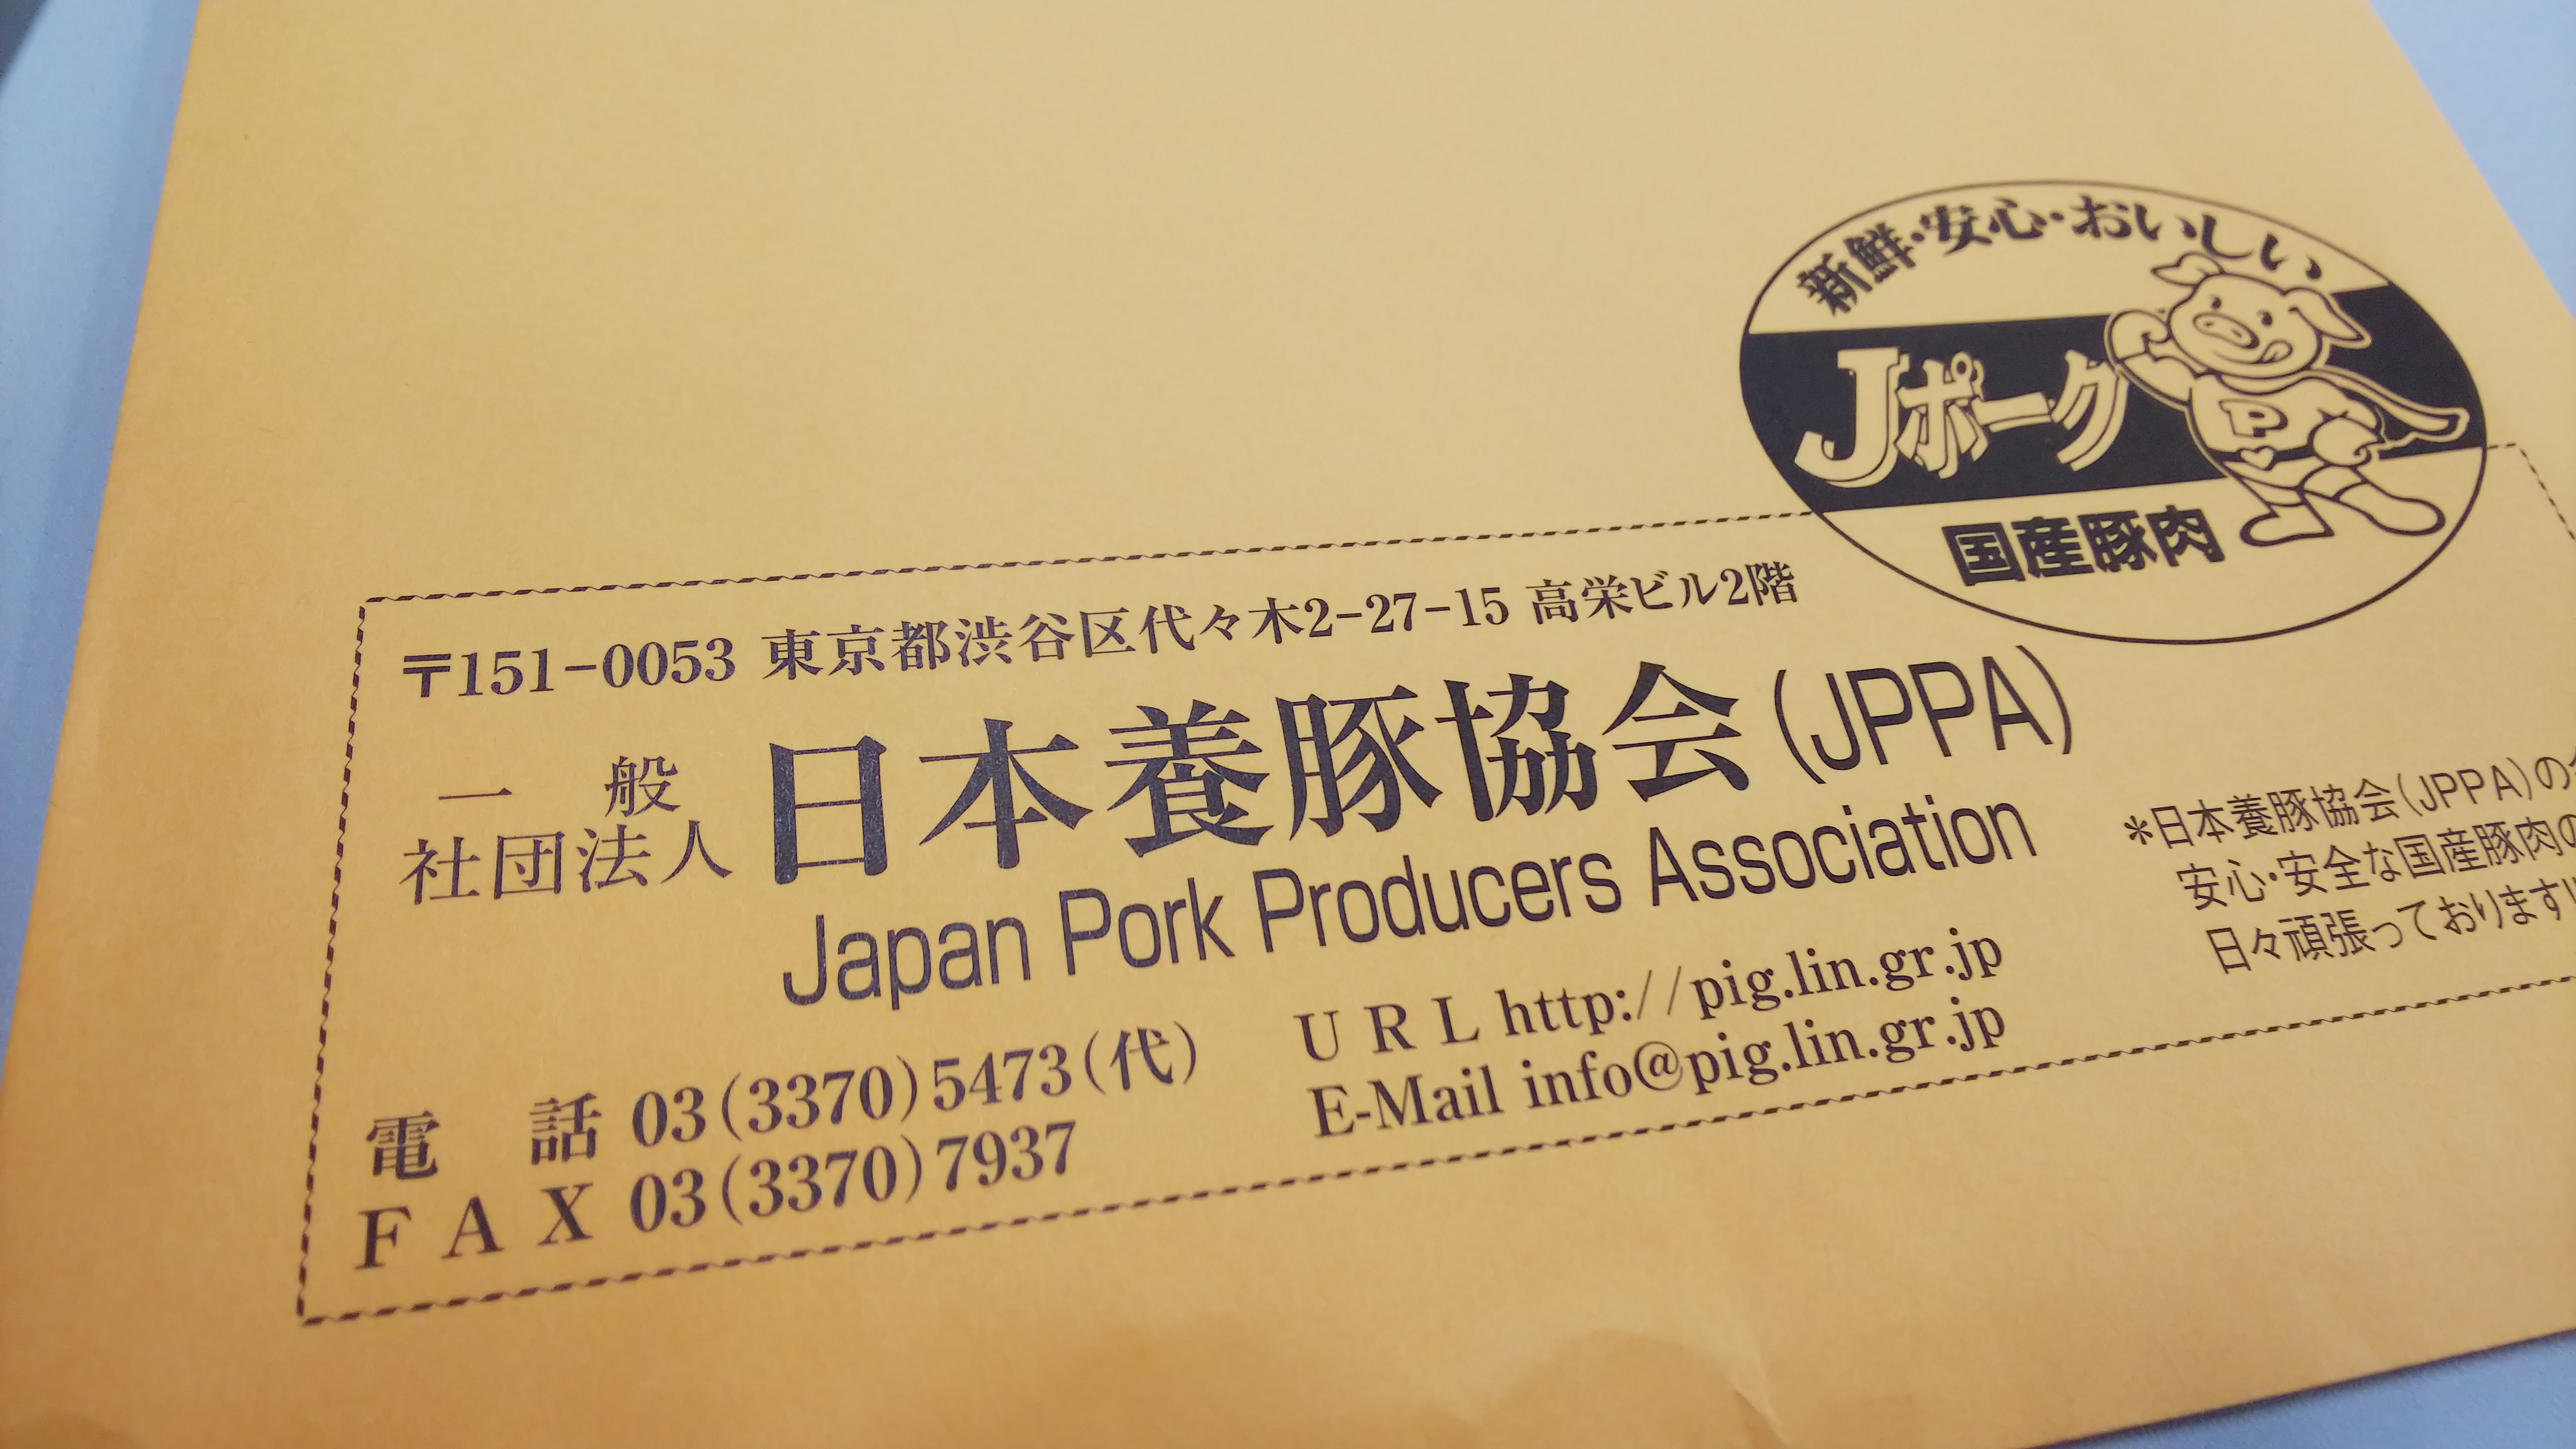 新鮮・安心・おいしい
Jポーク
P
国産豚肉
〒151-0053 東京都渋谷区代々木2-27-15 高栄ビル2階
一般
社団法人
日本養豚協会(JPPA)
Japan Pork Producers Association
電話 03(3370)5473(代)
FAX 03(3370)7937
URL http://pig.lin.gr.jp
E-Mail info@pig.lin.gr.jp
*日本養豚協会(JPPA)の
安心・安全な国産豚肉の
日々頑張っております